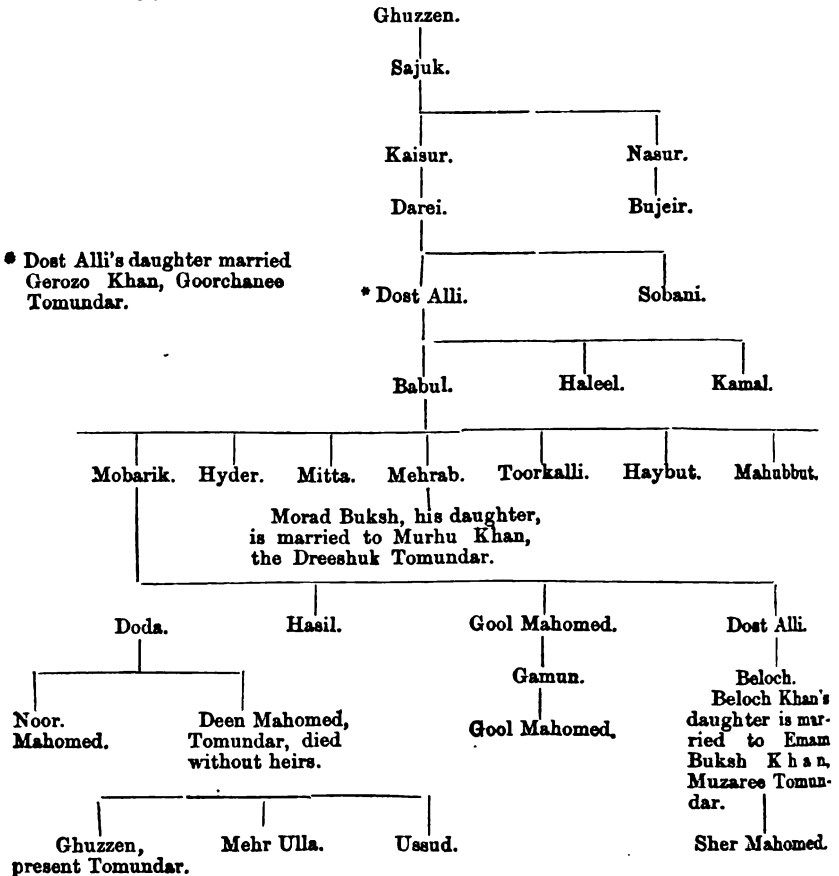 Ghuzzen.
Sajuk.
Kaisur. Nasur.
Darei. Bujeir.
* Dost Alli's daughter married
Gerozo Khan, Goorchanee
Tomundar.
* Dost Alli. Sobani.
Babul. Haleel. Kamal.
Mobarik. Hyder. Mitta. Mehrab. Toorkalli. Haybut. Mahubbut.
Morad Buksh, his daughter,
is married to Murhu Khan,
the Dreeshuk Tomundar.
Doda. Hasil. Gool Mahomed. Dost Alli.
Noor.
Mahomed.
Deen Mahomed,
Tomundar, died
without heirs.
Gamun.
Gool Mahomed.
Beloch.
Beloch Khan's
daughter is mar-
ried to Emam
Buksh Khan,
Muzaree Tomun-
dar.
Ghuzzen,
present Tomundar.
Mehr Ulla. Ussud. Sher Mahomed.